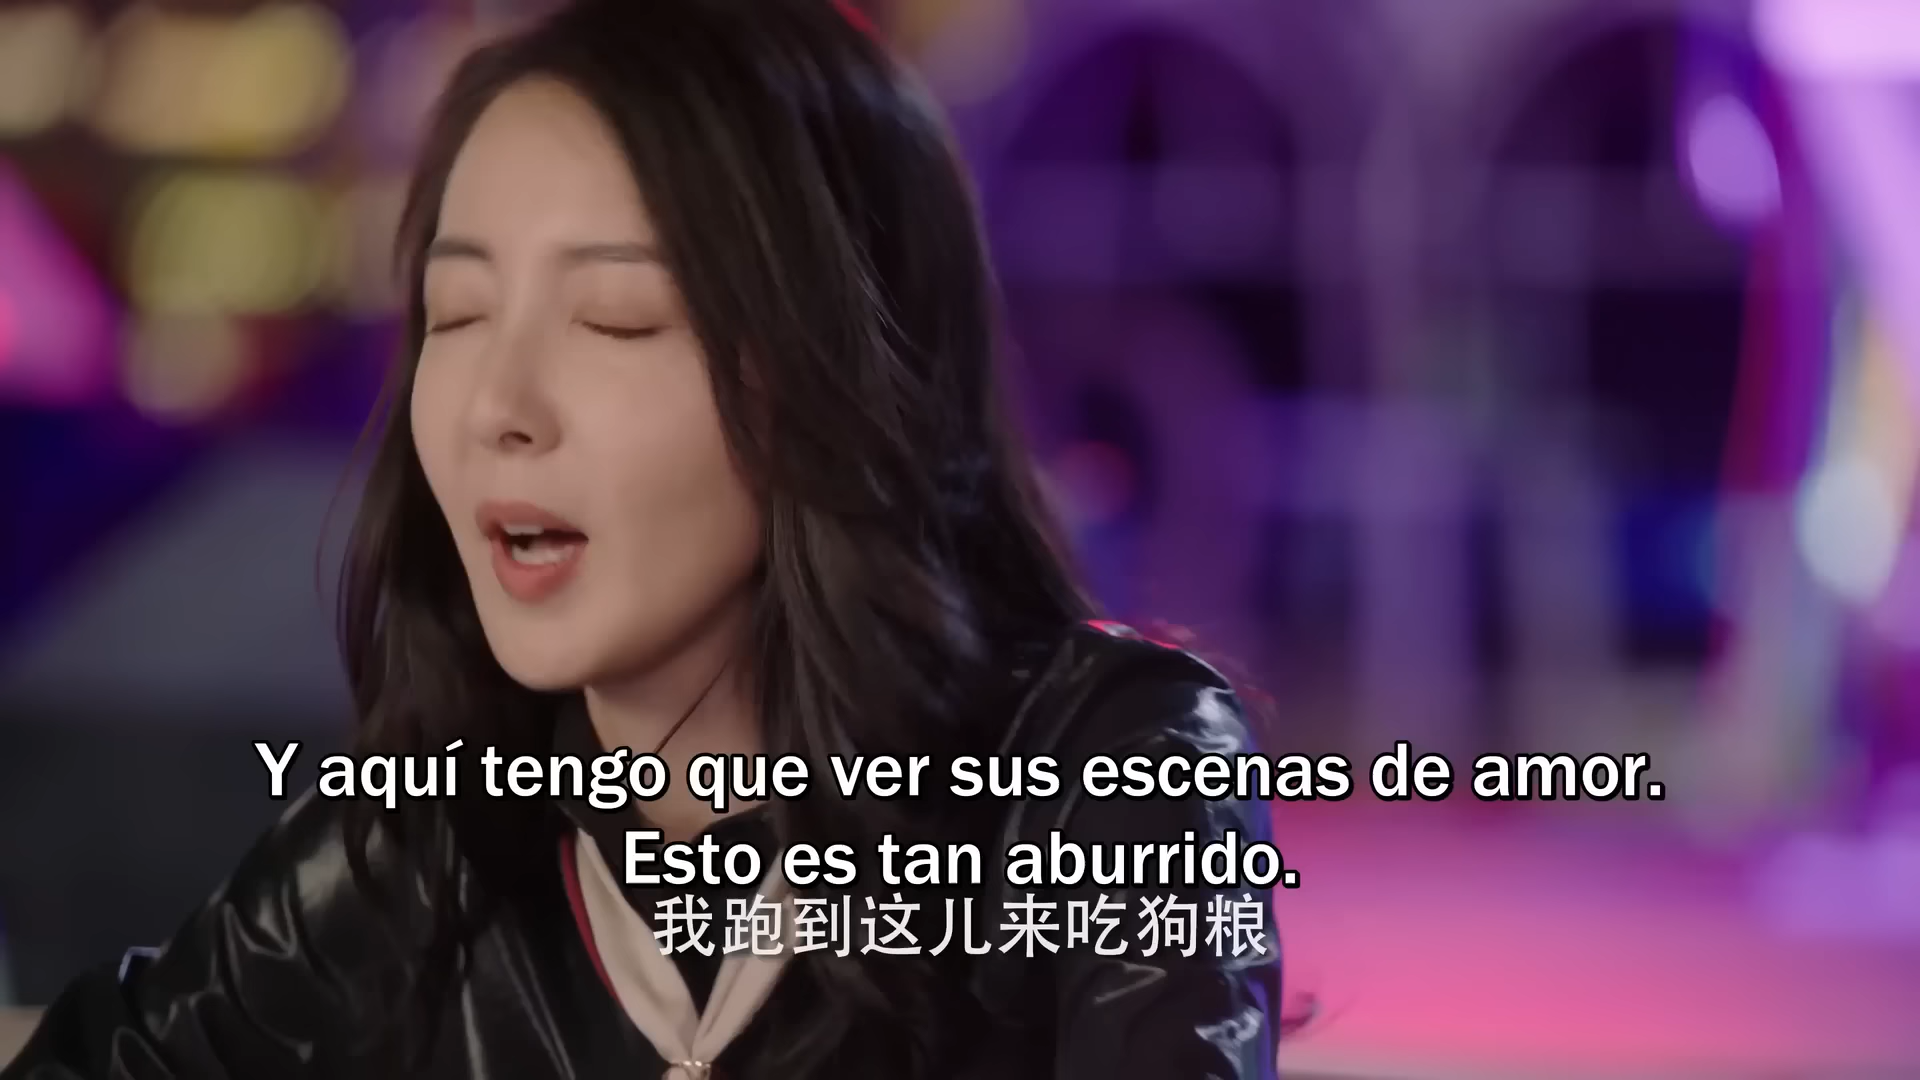 Y aquí tengo que ver sus escenas de amor.
Esto es tan aburrido.
我跑到这儿来吃狗粮